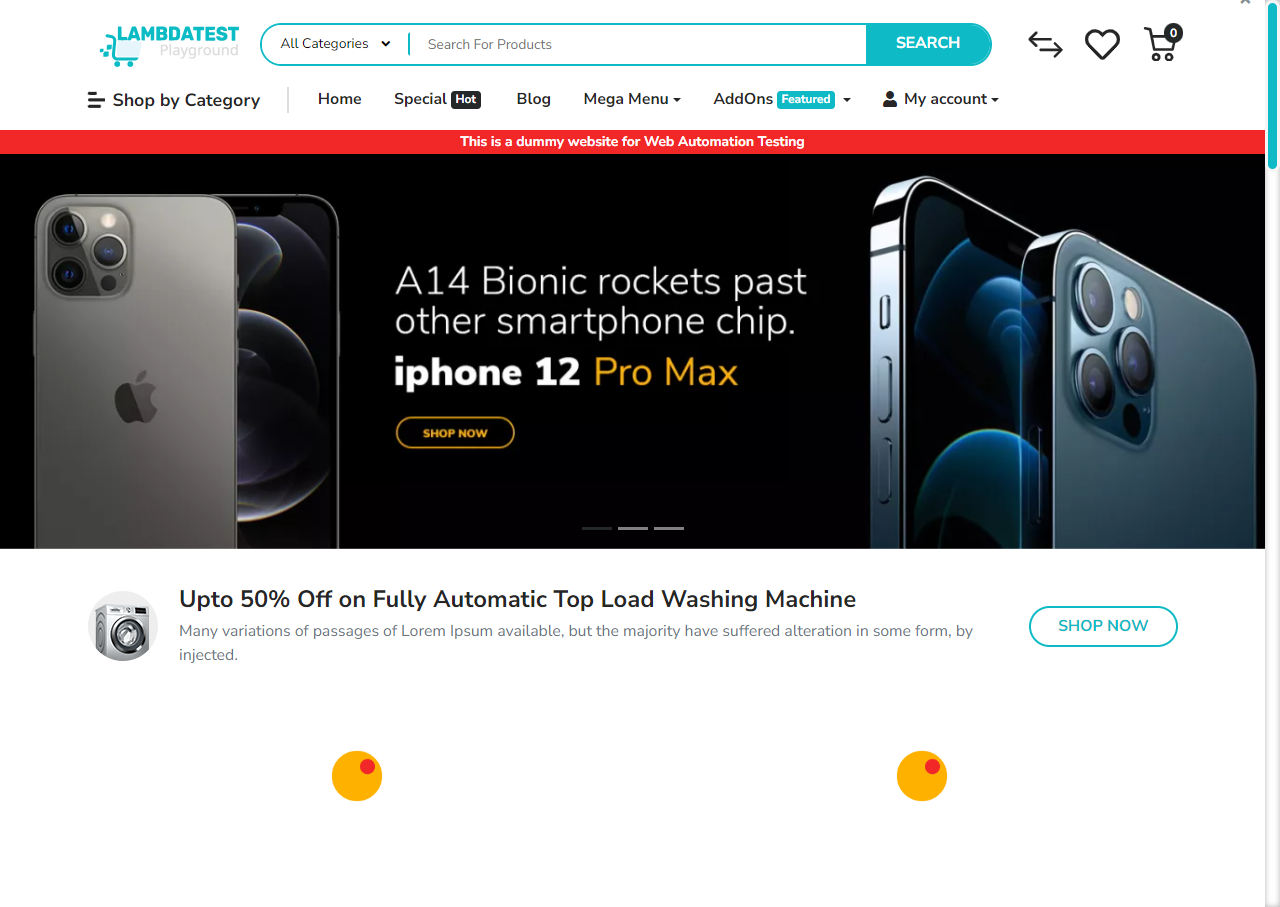 LAMBDATEST
Playground
All Categories
Search For Products
SEARCH
0
Shop by Category
Home
Special Hot
Blog
Mega Menu
AddOns Featured
My account
This is a dummy website for Web Automation Testing
A14 Bionic rockets past
other smartphone chip.
iphone 12 Pro Max
SHOP NOW
Upto 50% Off on Fully Automatic Top Load Washing Machine
Many variations of passages of Lorem Ipsum available, but the majority have suffered alteration in some form, by
injected.
SHOP NOW